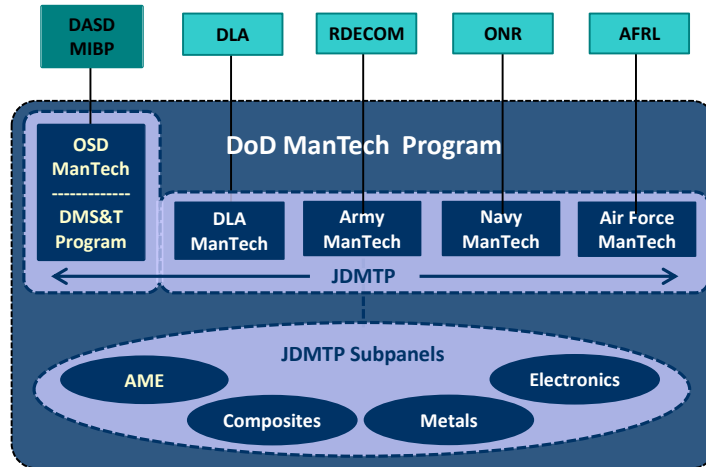 DASD
MIBP
DLA
RDECOM
ONR
AFRL
DoD ManTech Program
OSD
ManTech
-------------
DMS&T
Program
DLA
ManTech
Army
ManTech
Navy
ManTech
Air Force
ManTech
JDMTP
JDMTP Subpanels
AME
Composites
Metals
Electronics